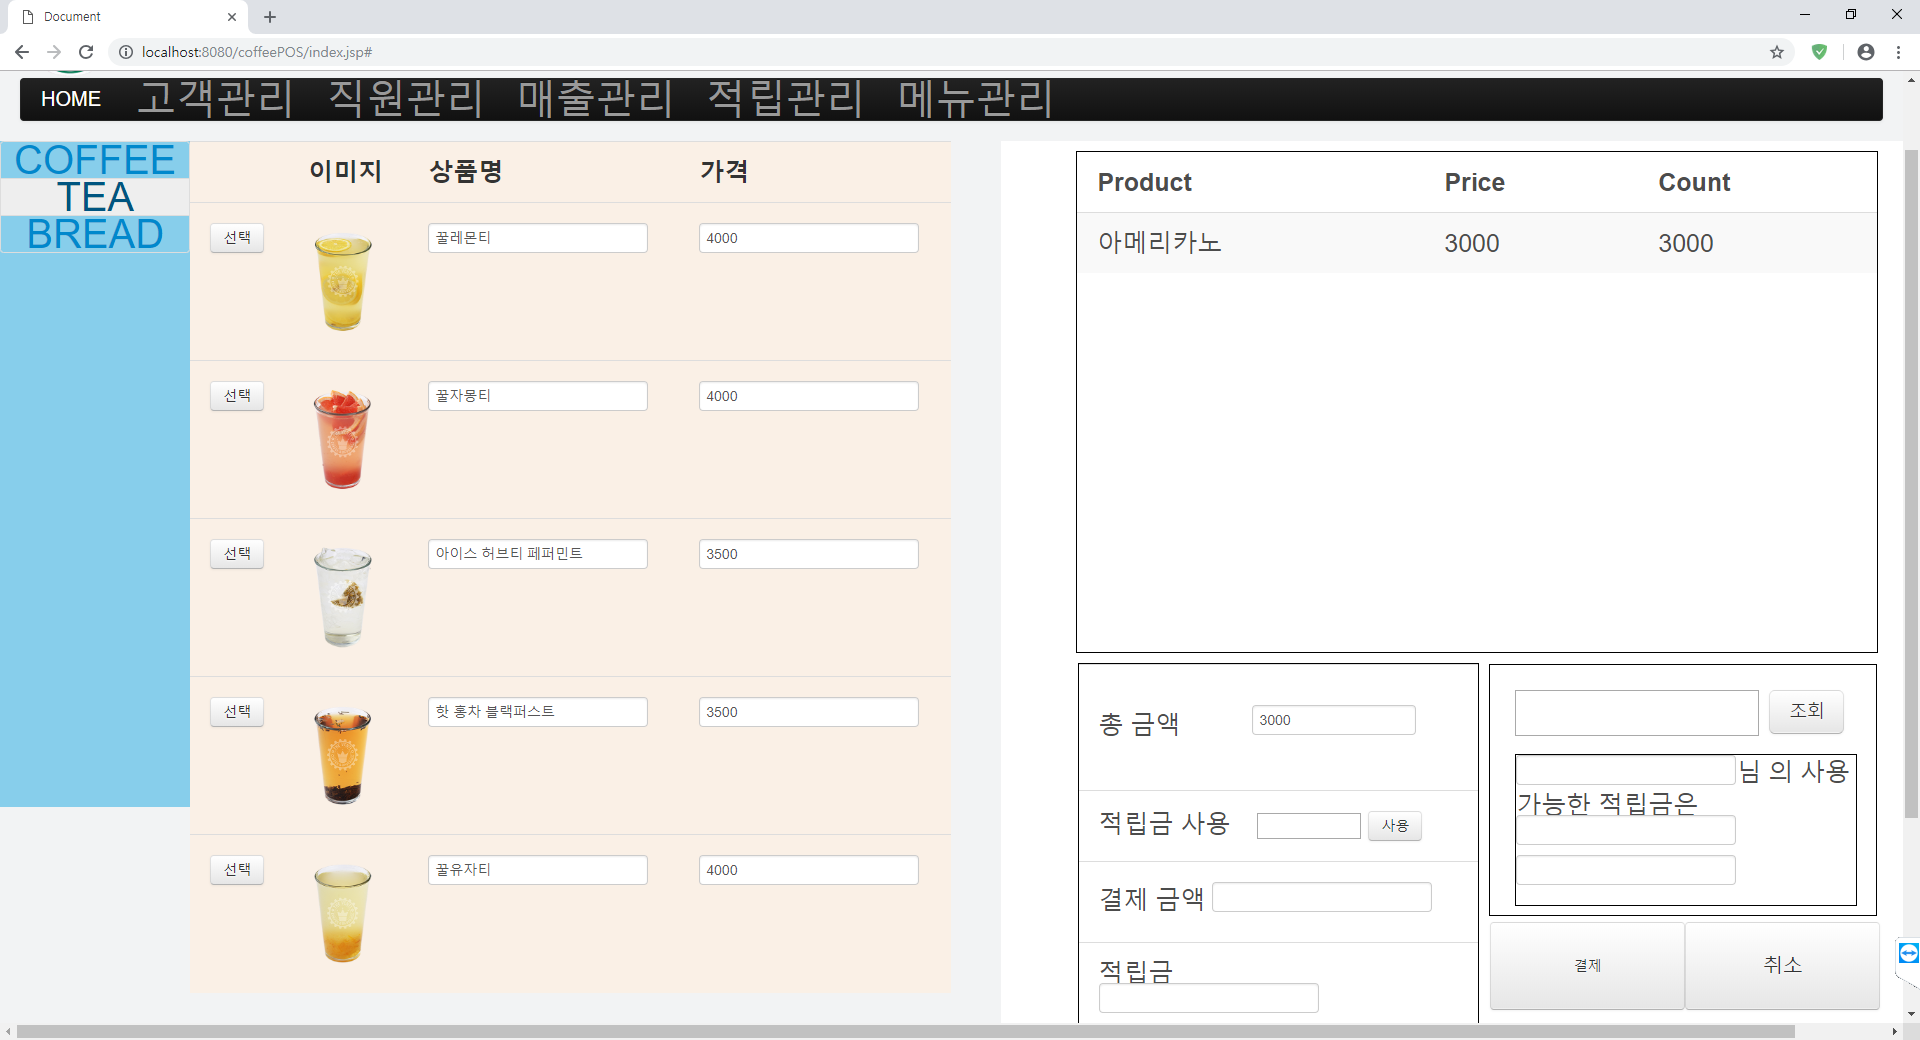 Document
localhost:8080/coffeePOS/index.jsp#
HOME 고객관리 직원관리 매출관리 적립관리 메뉴관리
COFFEE
TEA
BREAD
이미지 상품명 가격
선택 꿀레몬티 4000
선택 꿀자몽티 4000
선택 아이스 허브티 페퍼민트 3500
선택 핫 홍차 블랙퍼스트 3500
선택 꿀유자티 4000
Product Price Count
아메리카노 3000 3000
총 금액 3000
적립금 사용 사용
결제 금액
적립금
조회
님 의 사용
가능한 적립금은
결제 취소